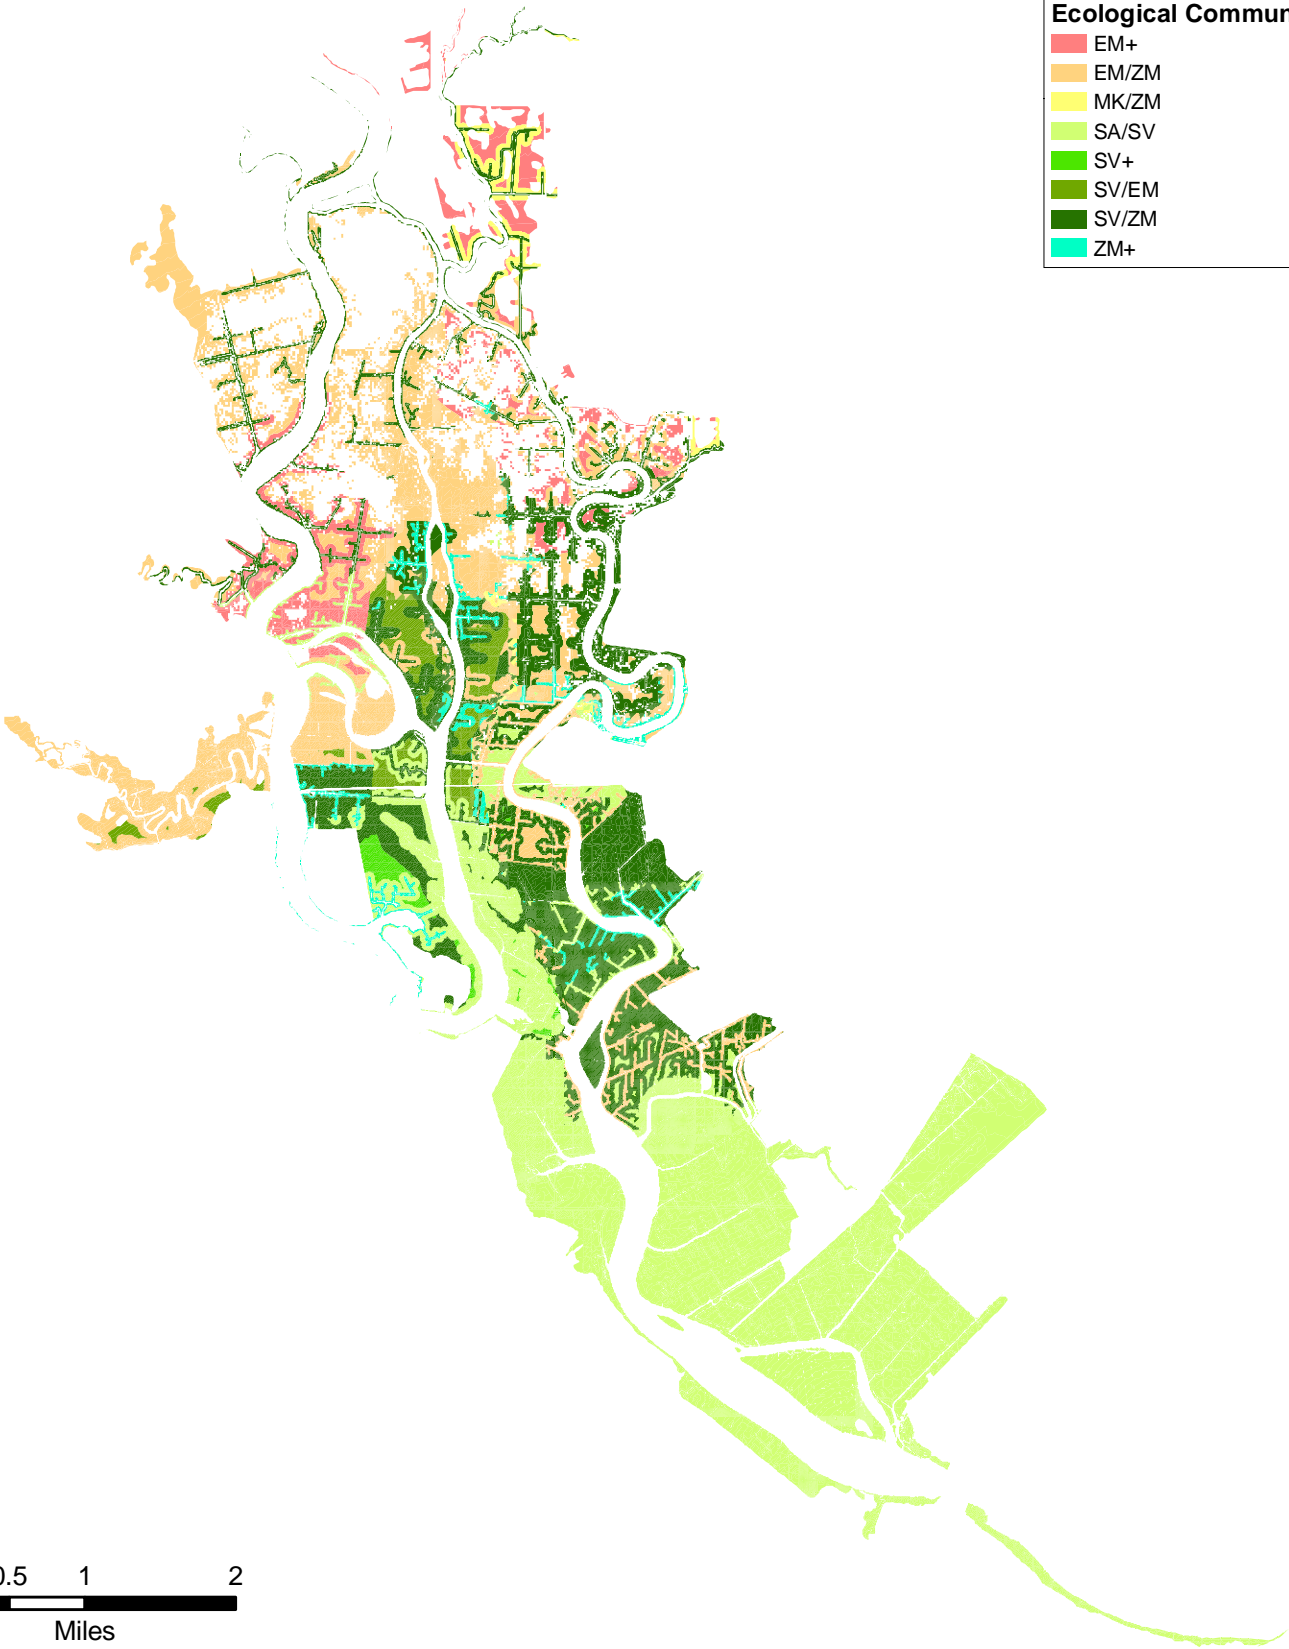 Ecological Commun
EM+
EM/ZM
MK/ZM
SA/SV
SV+
SV/EM
SV/ZM
ZM+
0.5 1 2
Miles